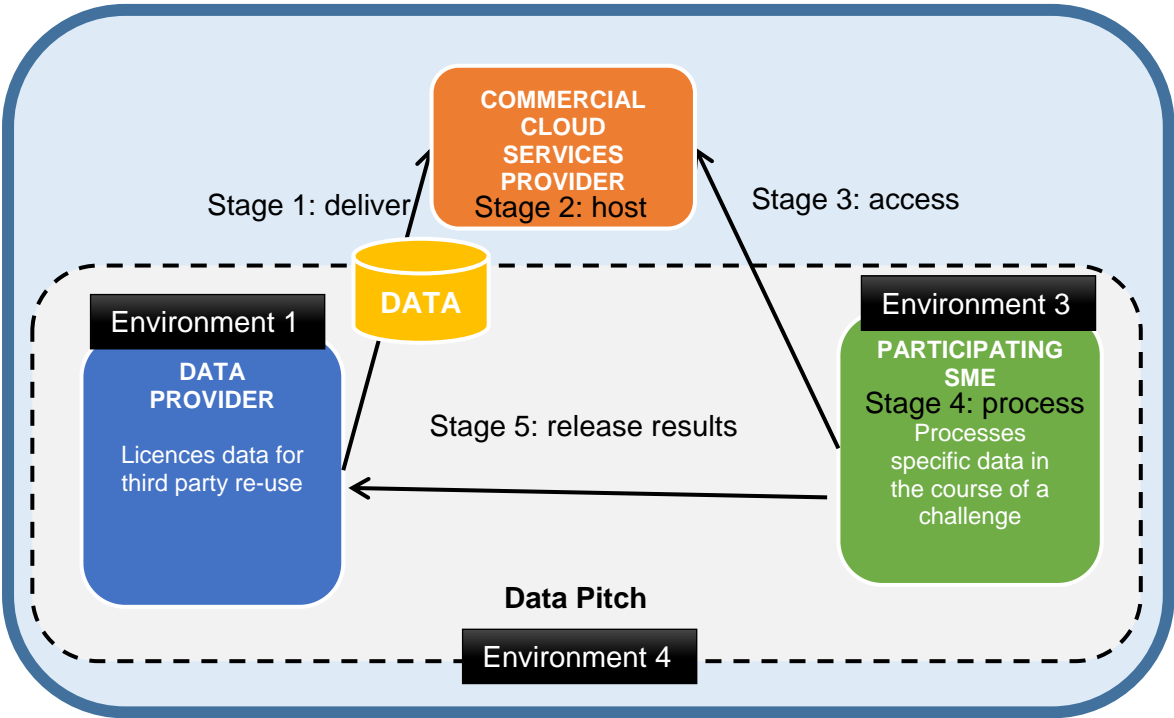 COMMERCIAL
CLOUD
SERVICES
PROVIDER
Stage 1: deliver
Stage 2: host
Stage 3: access
DATA
Environment 1
Environment 3
DATA
PROVIDER
Licences data for
third party re-use
PARTICIPATING
SME
Stage 4: process
Processes
specific data in
the course of a
challenge
Stage 5: release results
Data Pitch
Environment 4